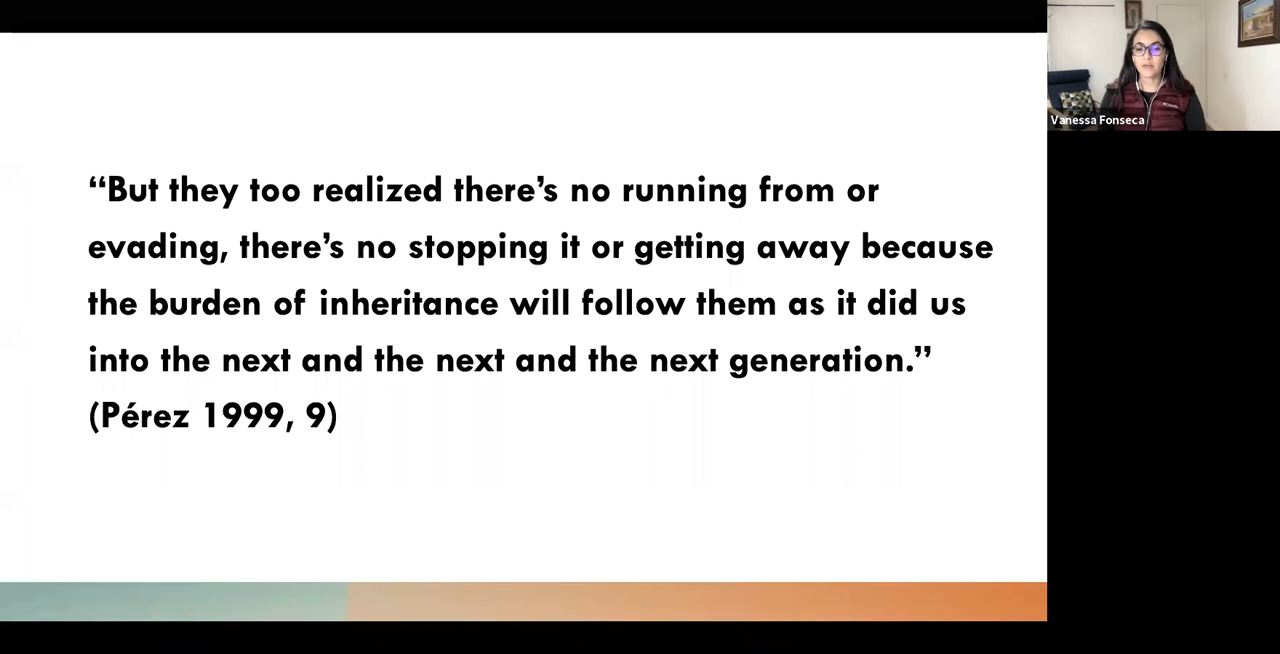 “But they too realized there’s no running from or
evading, there’s no stopping it or getting away because
the burden of inheritance will follow them as it did us
into the next and the next and the next generation.”
(Pérez 1999, 9)
Vanessa Fonseca